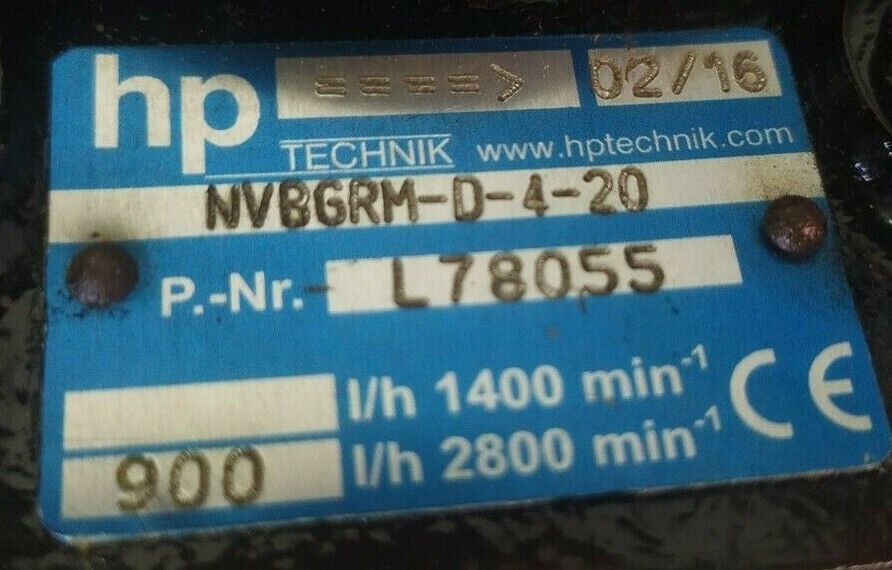 hp ====> 02/16
TECHNIK www.hptechnik.com
NVBGRM-D-4-20
P.-Nr.- L78055
l/h 1400 min-1
900 l/h 2800 min-1
CE